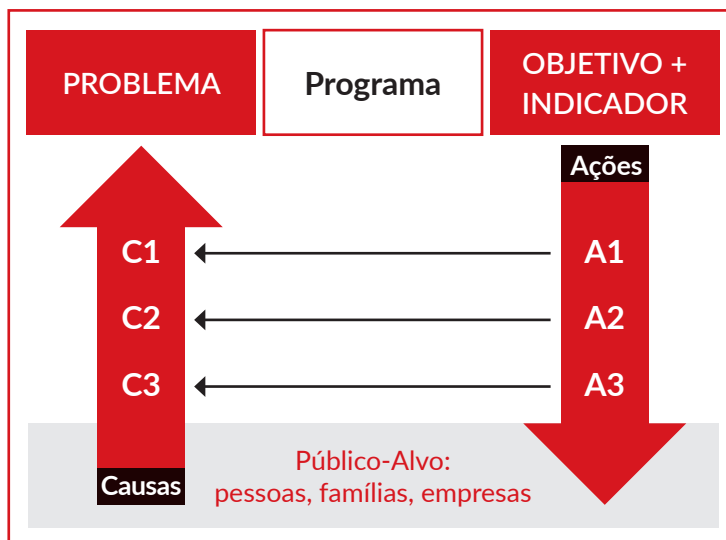 PROBLEMA
Programa
OBJETIVO +
INDICADOR
Ações
C1
A1
C2
A2
C3
A3
Causas
Público-Alvo:
pessoas, famílias, empresas